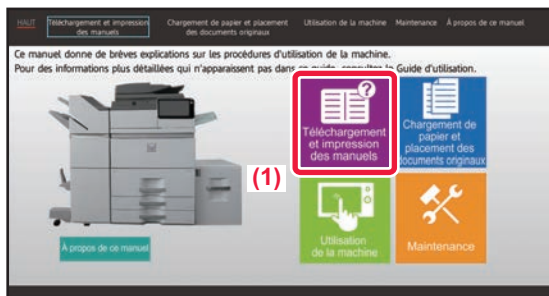 HAUT
Téléchargement et impression
des manuels
Chargement de papier et placement
des documents originaux
Utilisation de la machine
Maintenance
À propos de ce manuel
Ce manuel donne de brèves explications sur les procédures d'utilisation de la machine.
Pour des informations plus détaillées qui n'apparaissent pas dans ce guide, consultez le Guide d'utilisation.
Téléchargement
et impression
des manuels
Chargement de
papier et
placement des
documents originaux
(1)
Utilisation
de la machine
Maintenance
À propos de ce manuel